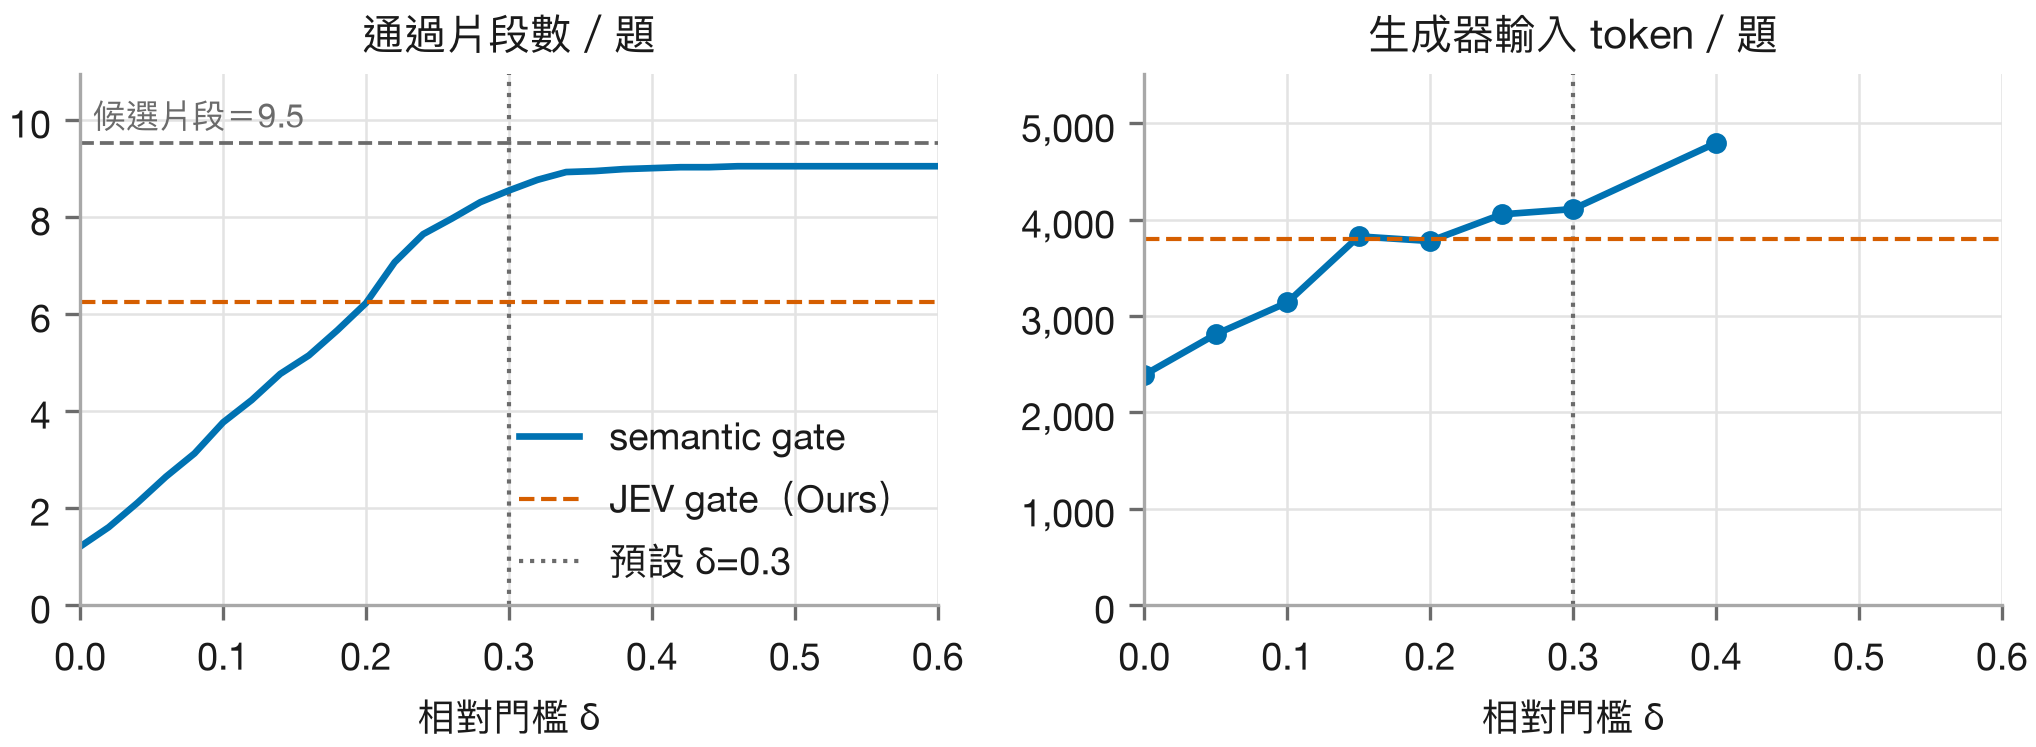 通過片段數 / 題
候選片段＝9.5
10
8
6
4
2
0
semantic gate
JEV gate（Ours）
預設 δ=0.3
0.0 0.1 0.2 0.3 0.4 0.5 0.6
相對門檻 δ
生成器輸入 token / 題
5,000
4,000
3,000
2,000
1,000
0
0.0 0.1 0.2 0.3 0.4 0.5 0.6
相對門檻 δ